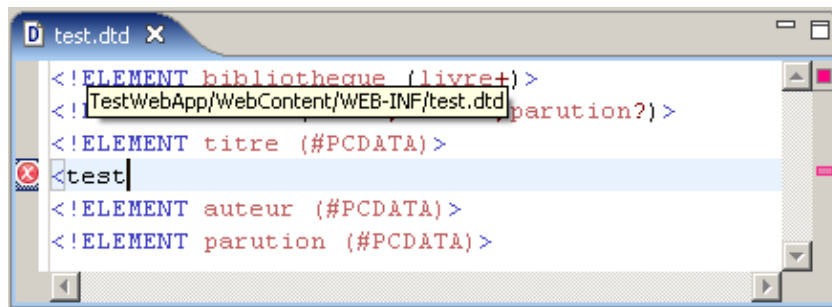 test.dtd
<!ELEMENT bibliotheque (livre+)>
TestWebApp/WebContent/WEB-INF/test.dtd
parution?)>
<!ELEMENT titre (#PCDATA)>
<test
<!ELEMENT auteur (#PCDATA)>
<!ELEMENT parution (#PCDATA)>